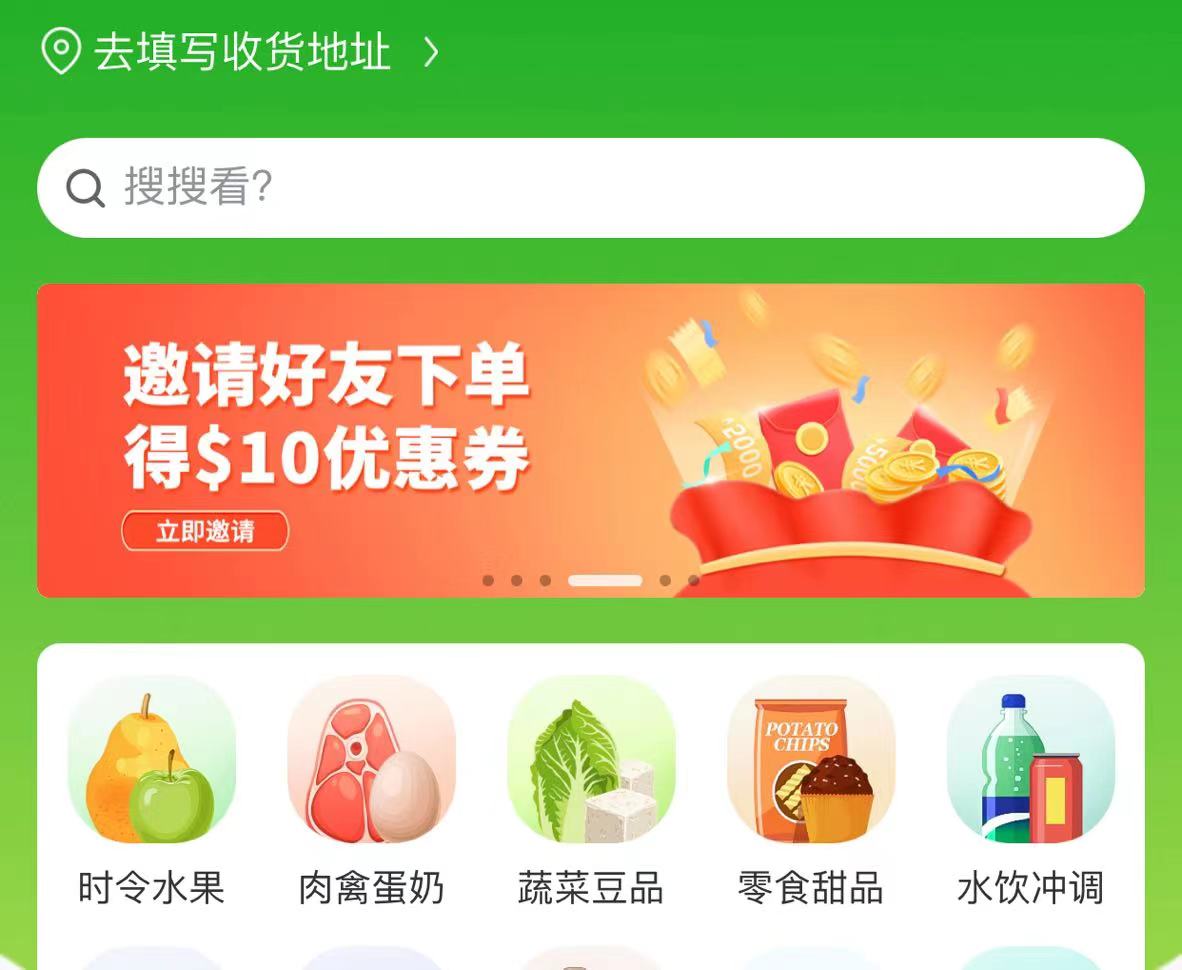 去填写收货地址
搜搜看?
邀请好友下单
得$10优惠券
立即邀请
2000
500
POTATO
CHIPS
时令水果
肉禽蛋奶
蔬菜豆品
零食甜品
水饮冲调